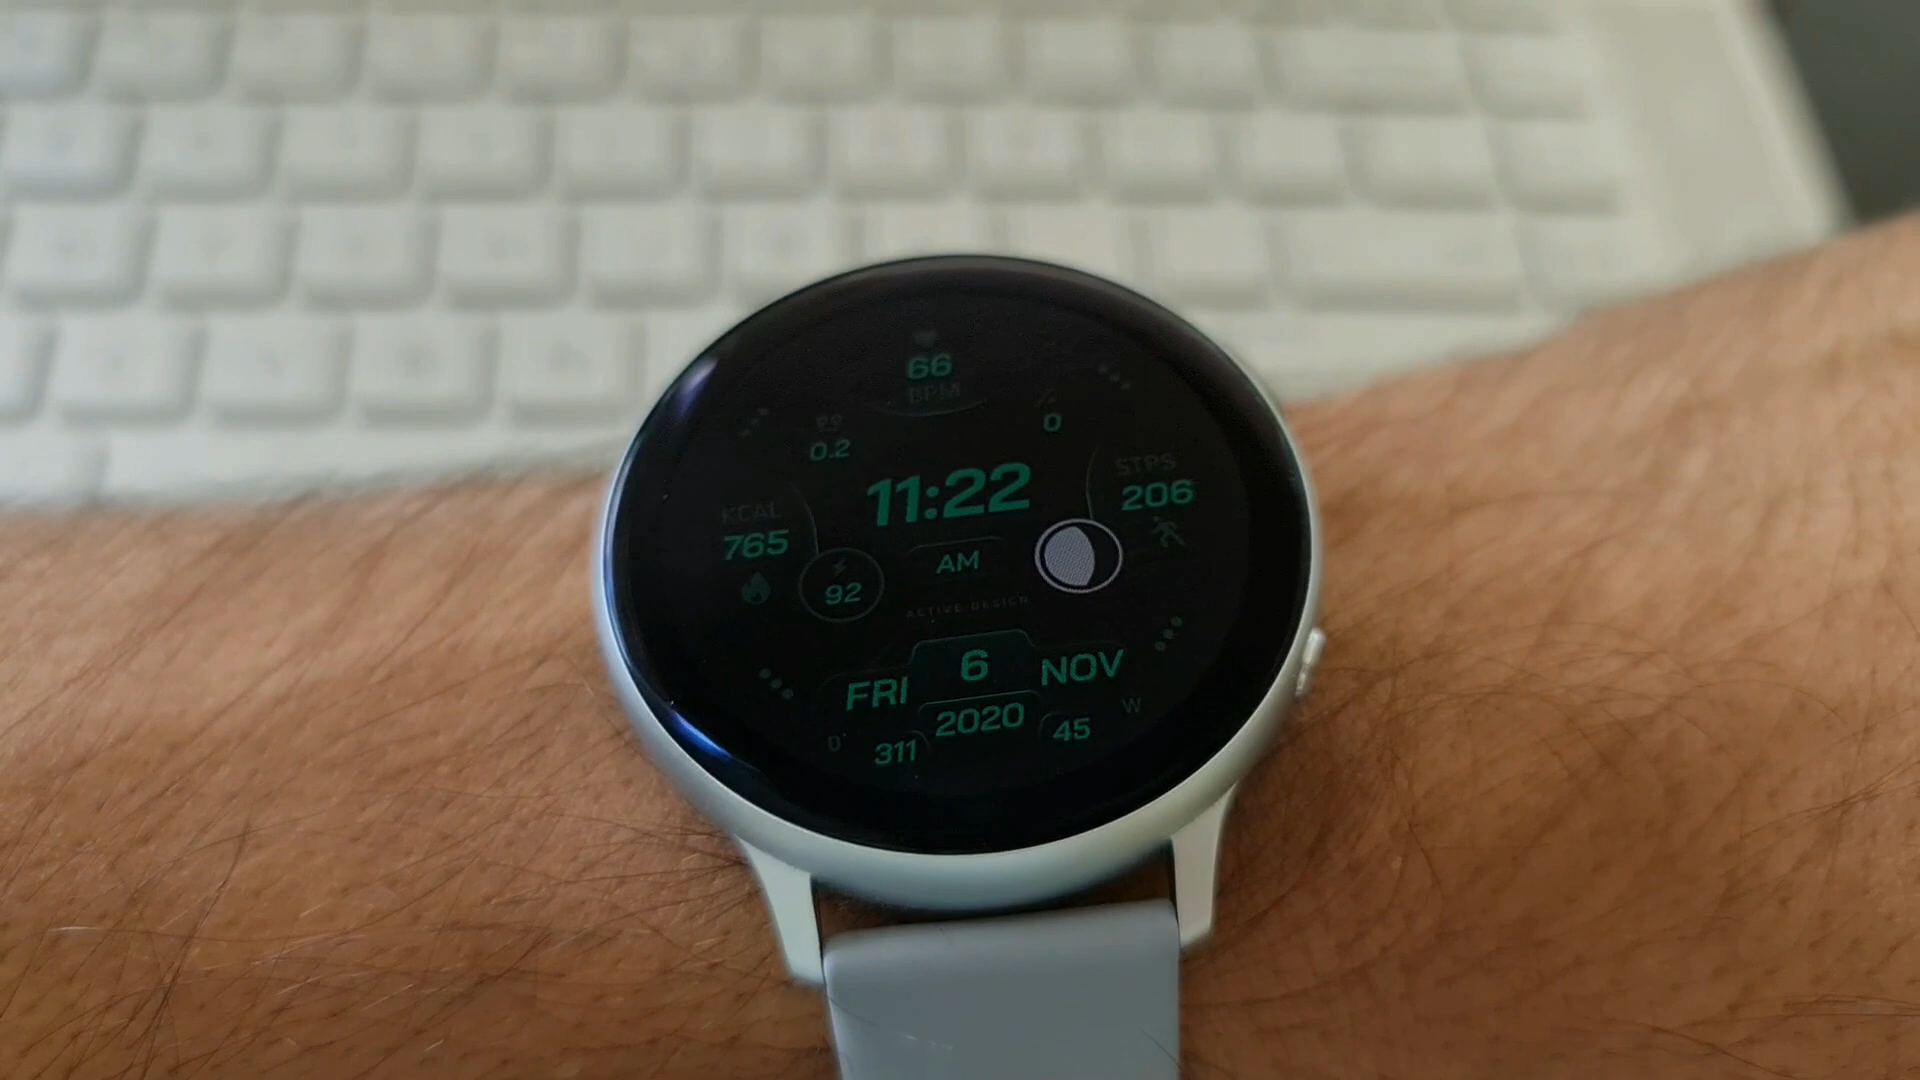 66
BPM
0.2
0
11:22
KCAL
765
STPS
206
92
AM
ACTIVE DESIGN
FRI 6 NOV
2020
D 311
45 W